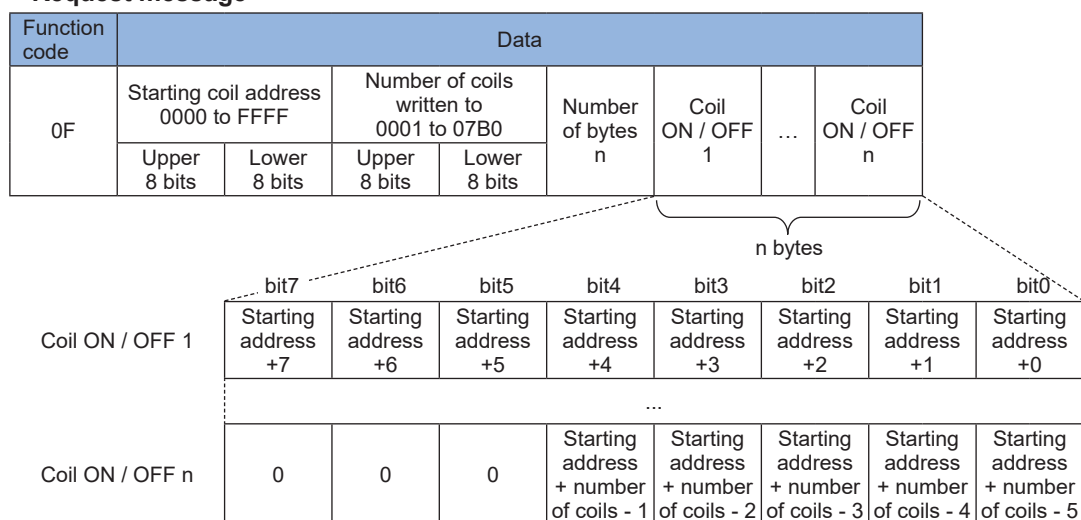 Request message
Function code
Data
0F
Starting coil address
0000 to FFFF
Number of coils
written to
0001 to 07B0
Number
of bytes
n
Coil
ON / OFF
1
…
Coil
ON / OFF
n
Upper
8 bits
Lower
8 bits
Upper
8 bits
Lower
8 bits
n bytes
bit7 bit6 bit5 bit4 bit3 bit2 bit1 bit0
Coil ON / OFF 1
Starting address +7
Starting address +6
Starting address +5
Starting address +4
Starting address +3
Starting address +2
Starting address +1
Starting address +0
...
Coil ON / OFF n
0
0
0
Starting address + number of coils - 1
Starting address + number of coils - 2
Starting address + number of coils - 3
Starting address + number of coils - 4
Starting address + number of coils - 5